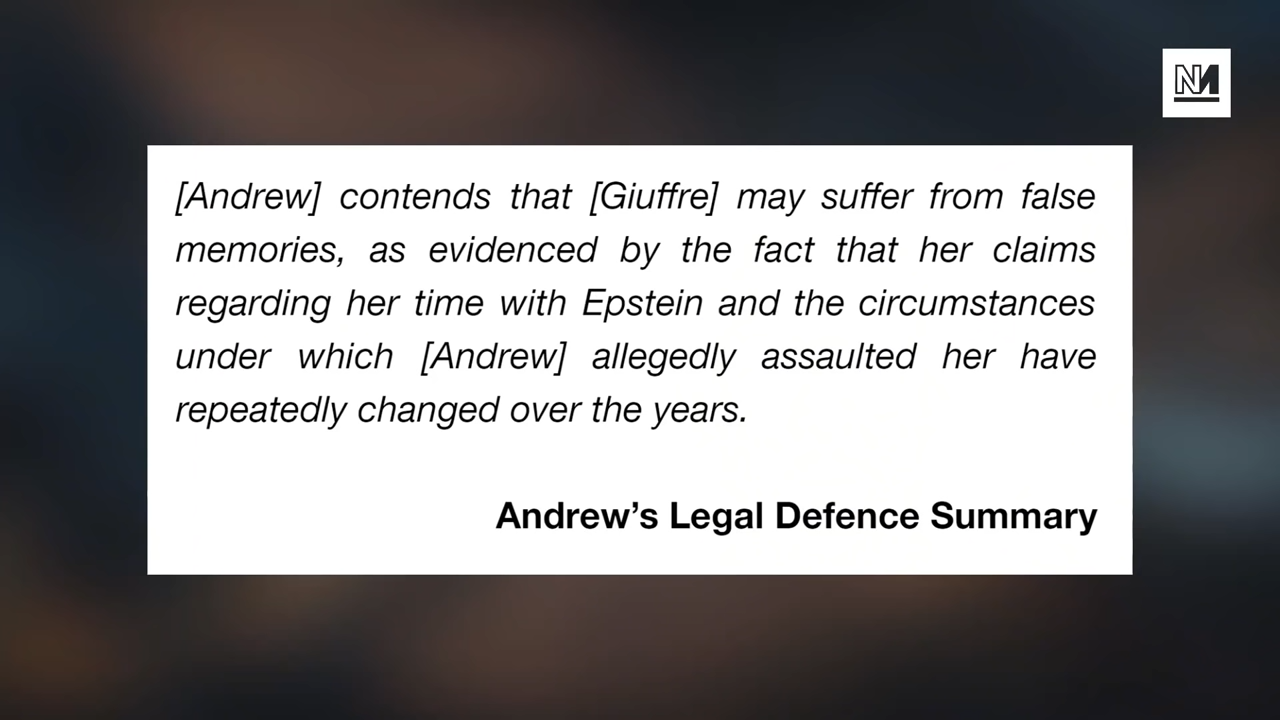 NM
[Andrew] contends that [Giuffre] may suffer from false
memories, as evidenced by the fact that her claims
regarding her time with Epstein and the circumstances
under which [Andrew] allegedly assaulted her have
repeatedly changed over the years.
Andrew’s Legal Defence Summary